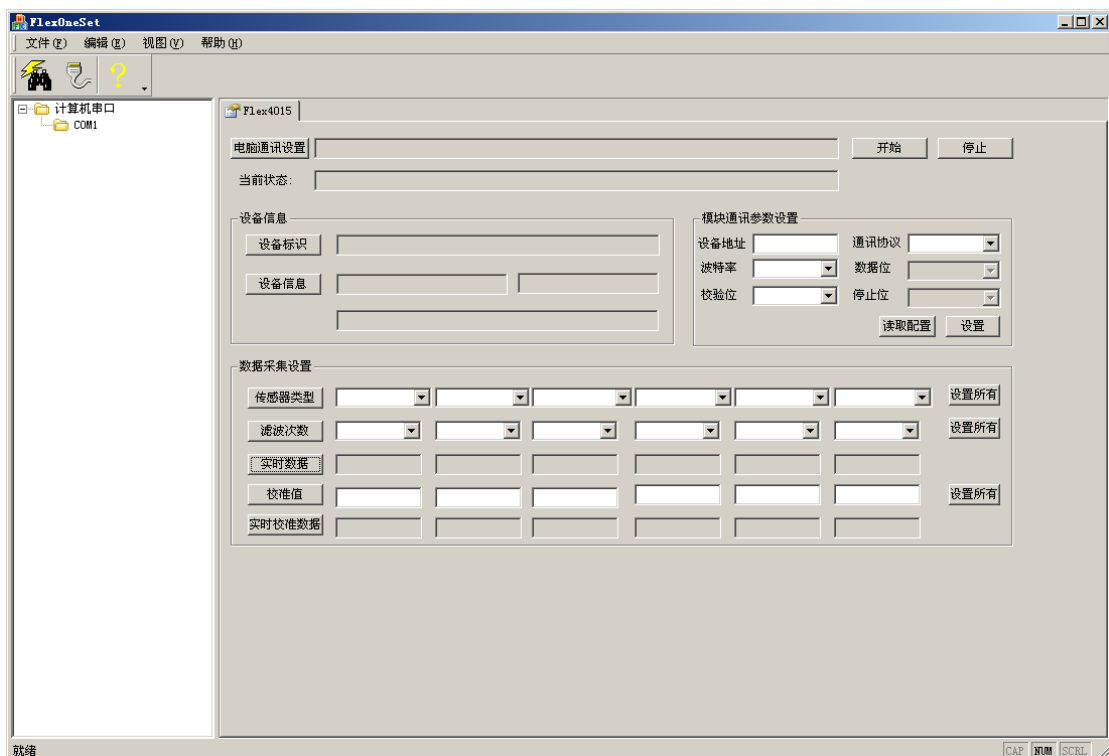 FlexOneSet
文件(F) 编辑(E) 视图(V) 帮助(H)
计算机串口
COM1
Flex4015
电脑通讯设置 开始 停止
当前状态:
设备信息
设备标识
设备信息
模块通讯参数设置
设备地址 通讯协议
波特率 数据位
校验位 停止位
读取配置 设置
数据采集设置
传感器类型 设置所有
滤波次数 设置所有
实时数据
校准值 设置所有
实时校准数据
就绪 CAP NUM SCRL